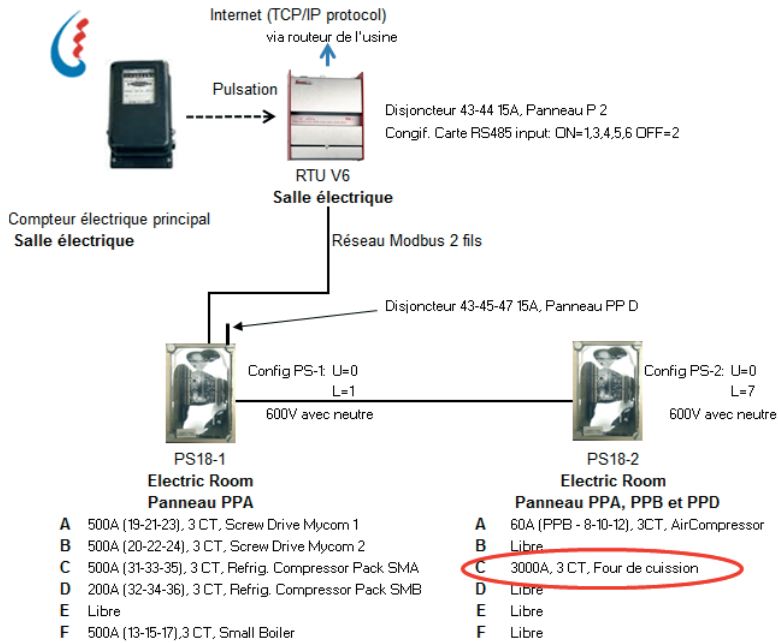 Internet (TCP/IP protocol)
via routeur de l'usine
Pulsation
Disjoncteur 43-44 15A, Panneau P 2
Congif. Carte RS485 input: ON=1,3,4,5,6 OFF=2
RTU V6
Salle électrique
Compteur électrique principal
Salle électrique
Réseau Modbus 2 fils
Disjoncteur 43-45-47 15A, Panneau PP D
Config PS-1: U=0
L=1
600V avec neutre
Config PS-2: U=0
L=7
600V avec neutre
PS18-1
Electric Room
Panneau PPA
A 500A (19-21-23), 3 CT, Screw Drive Mycom 1
B 500A (20-22-24), 3 CT, Screw Drive Mycom 2
C 500A (31-33-35), 3 CT, Refrig. Compressor Pack SMA
D 200A (32-34-36), 3 CT, Refrig. Compressor Pack SMB
E Libre
F 500A (13-15-17),3 CT, Small Boiler
PS18-2
Electric Room
Panneau PPA, PPB et PPD
A 60A (PPB - 8-10-12), 3CT, AirCompressor
B Libre
C 3000A, 3 CT, Four de cuission
D Libre
E Libre
F Libre